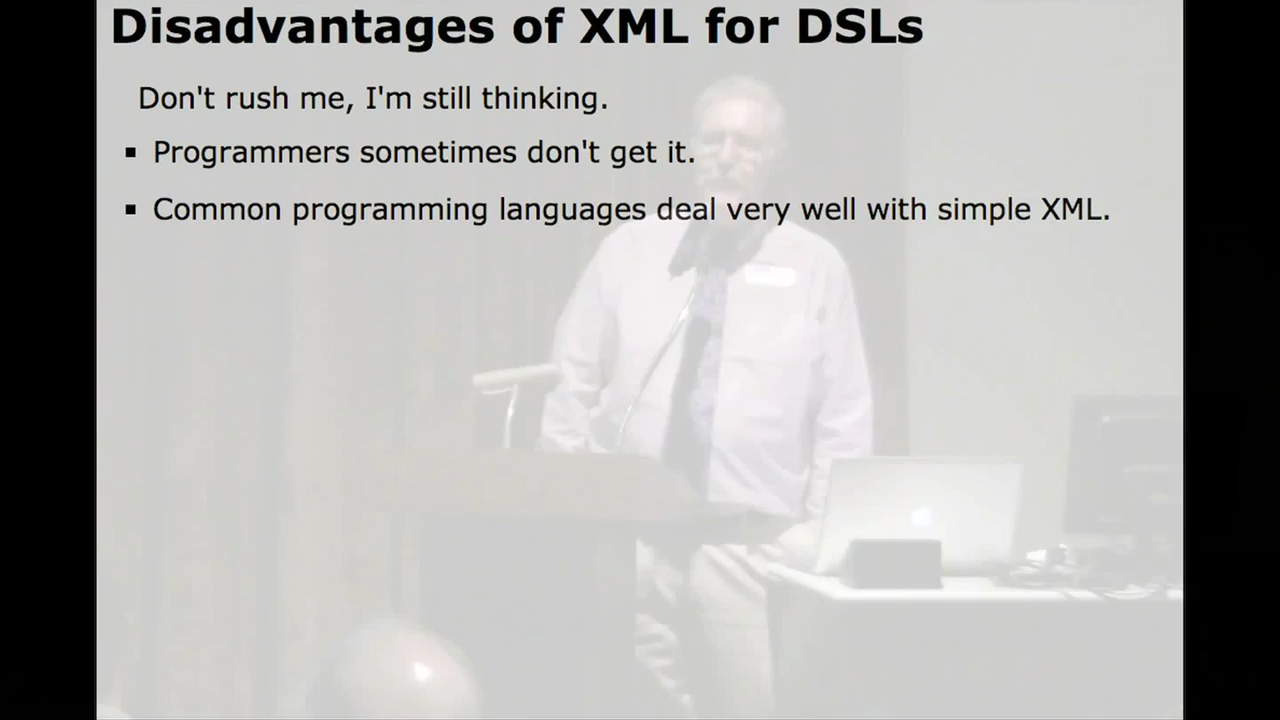 Disadvantages of XML for DSLs
Don't rush me, I'm still thinking.
▪ Programmers sometimes don't get it.
▪ Common programming languages deal very well with simple XML.